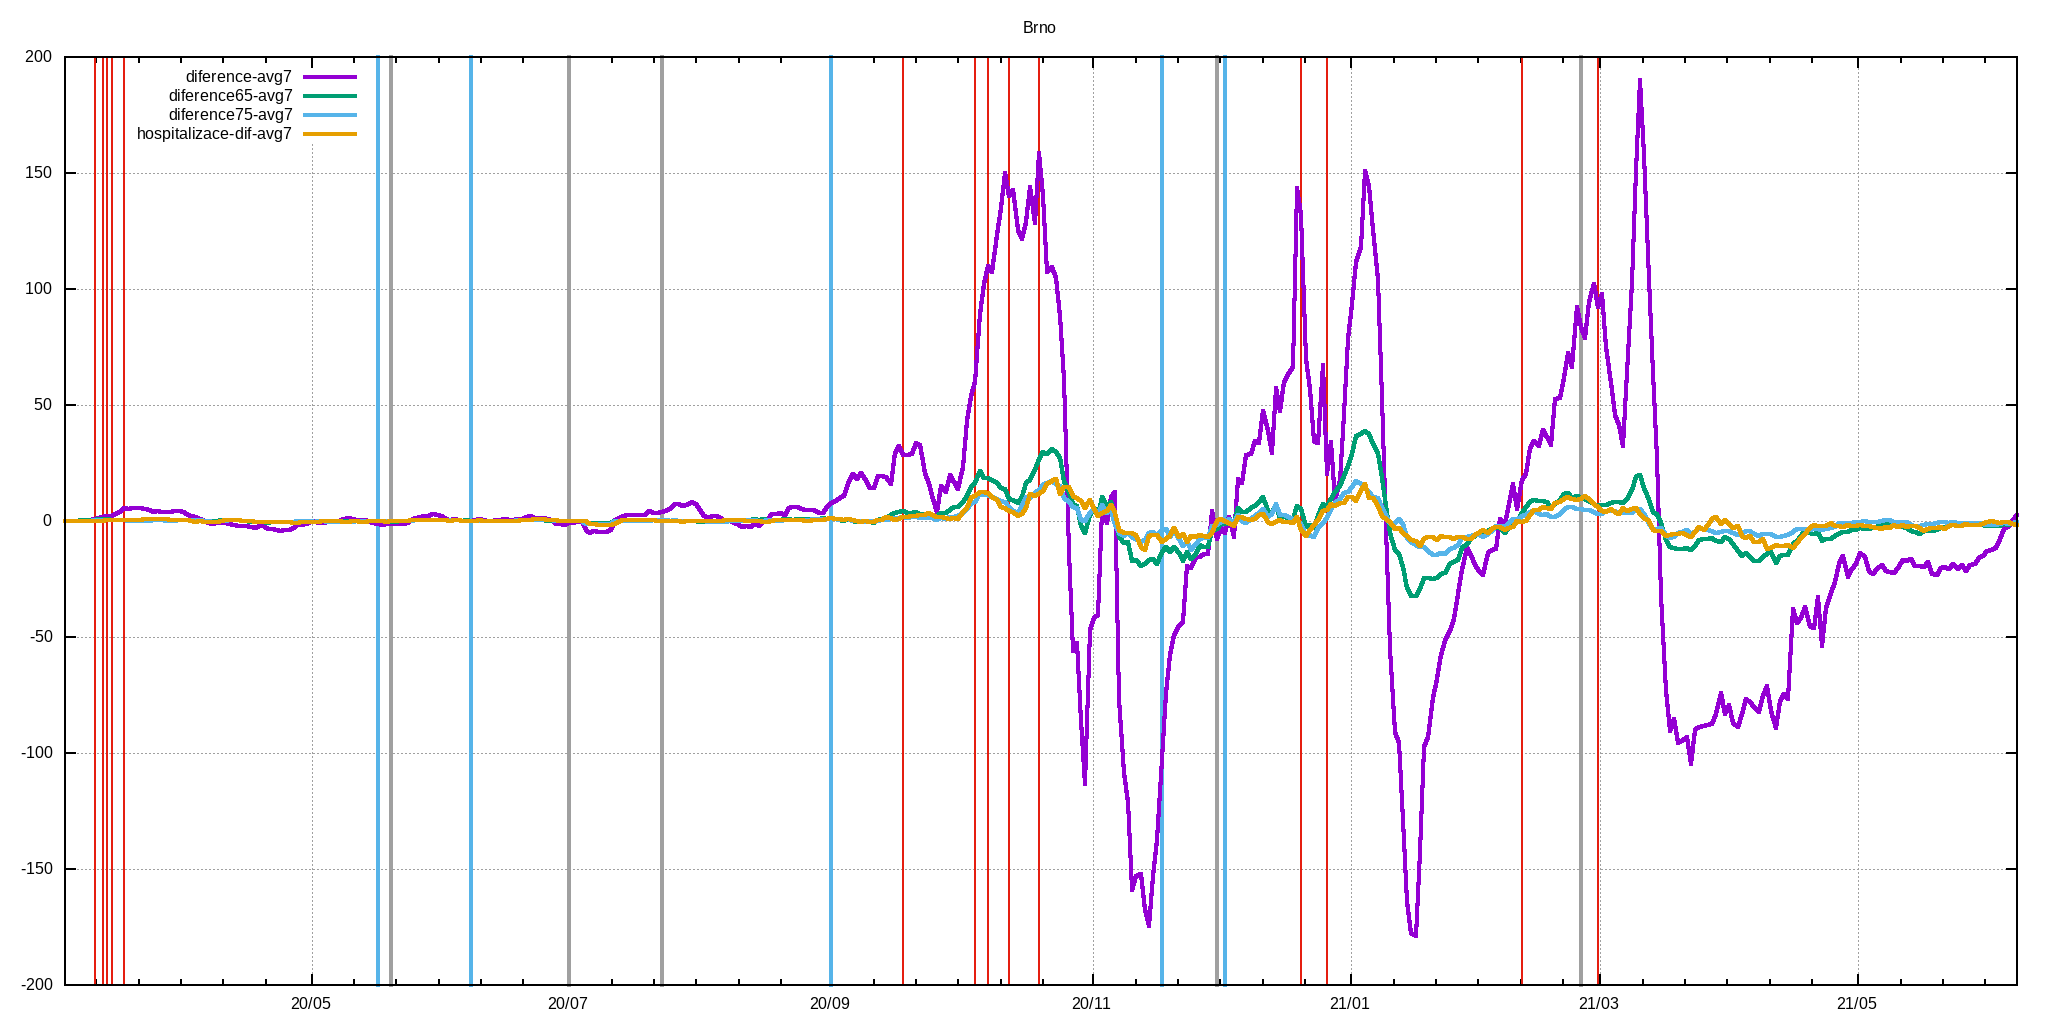 Brno
diference-avg7
diference65-avg7
diference75-avg7
hospitalizace-dif-avg7
200
150
100
50
0
-50
-100
-150
-200
20/05 20/07 20/09 20/11 21/01 21/03 21/05